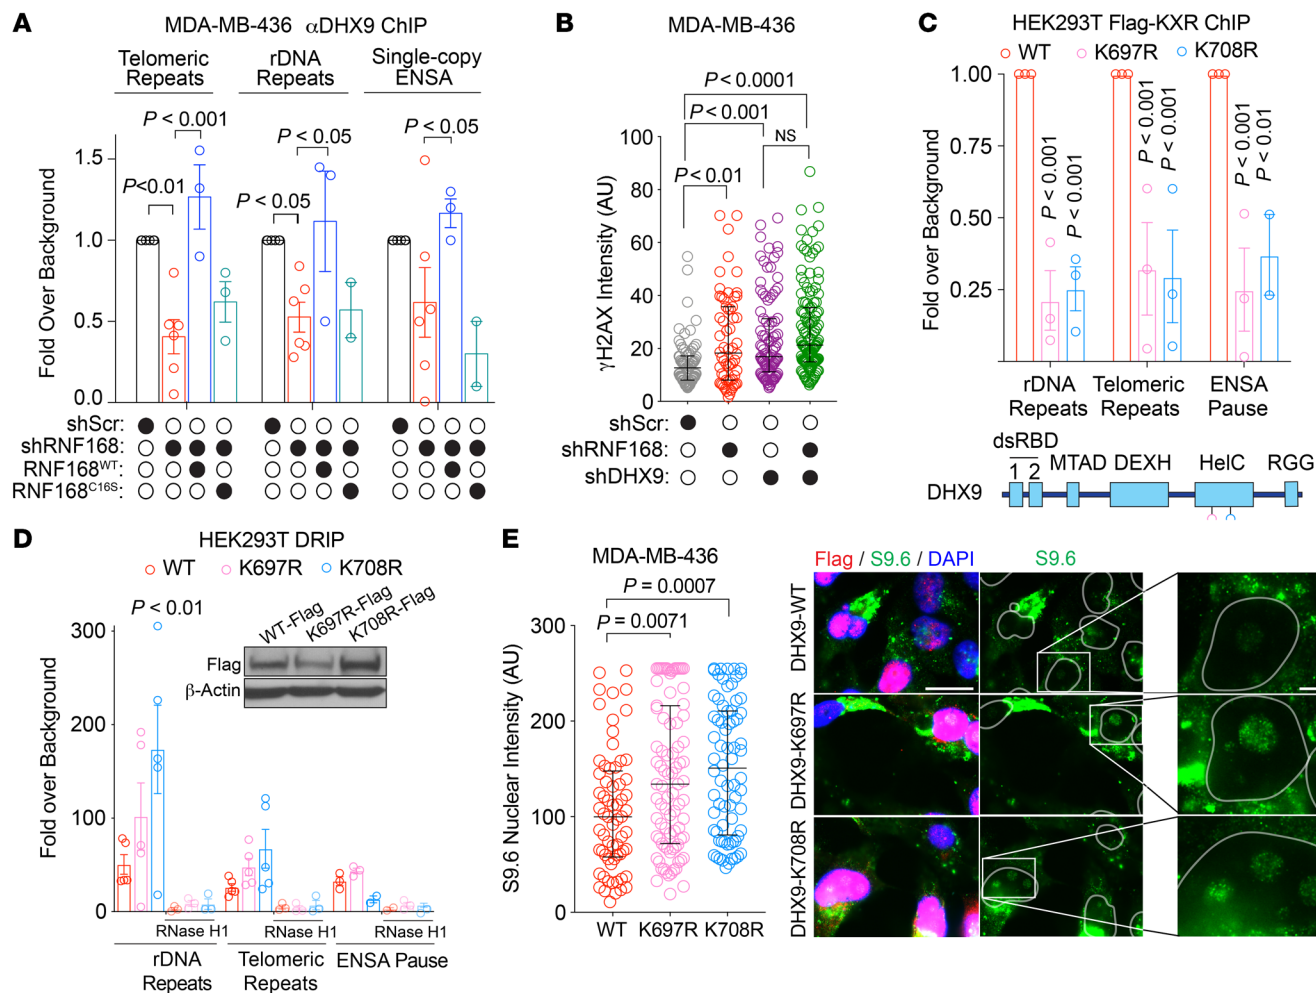 A
MDA-MB-436 αDHX9 ChIP
Telomeric Repeats
rDNA Repeats
Single-copy ENSA
P < 0.001
P < 0.05
P < 0.05
P<0.01
P < 0.05
Fold Over Background
1.5
1.0
0.5
0.0
shScr:
shRNF168:
RNF168WT:
RNF168C16S:
B
MDA-MB-436
P < 0.0001
P < 0.001
NS
P < 0.01
γH2AX Intensity (AU)
100
80
60
40
20
0
shScr:
shRNF168:
shDHX9:
C
HEK293T Flag-KXR ChIP
WT K697R K708R
Fold over Background
1.00
0.75
0.50
0.25
P < 0.001
P < 0.001
P < 0.001
P < 0.001
P < 0.001
P < 0.01
rDNA Repeats
Telomeric Repeats
ENSA Pause
dsRBD
1 2 MTAD DEXH HelC RGG
DHX9
D
HEK293T DRIP
WT K697R K708R
P < 0.01
WT-Flag
K697R-Flag
K708R-Flag
Flag
β-Actin
Fold over Background
300
200
100
0
RNase H1 RNase H1 RNase H1
rDNA Repeats
Telomeric Repeats
ENSA Pause
E
MDA-MB-436
P = 0.0007
P = 0.0071
S9.6 Nuclear Intensity (AU)
300
200
100
0
WT K697R K708R
Flag / S9.6 / DAPI
S9.6
DHX9-WT
DHX9-K697R
DHX9-K708R